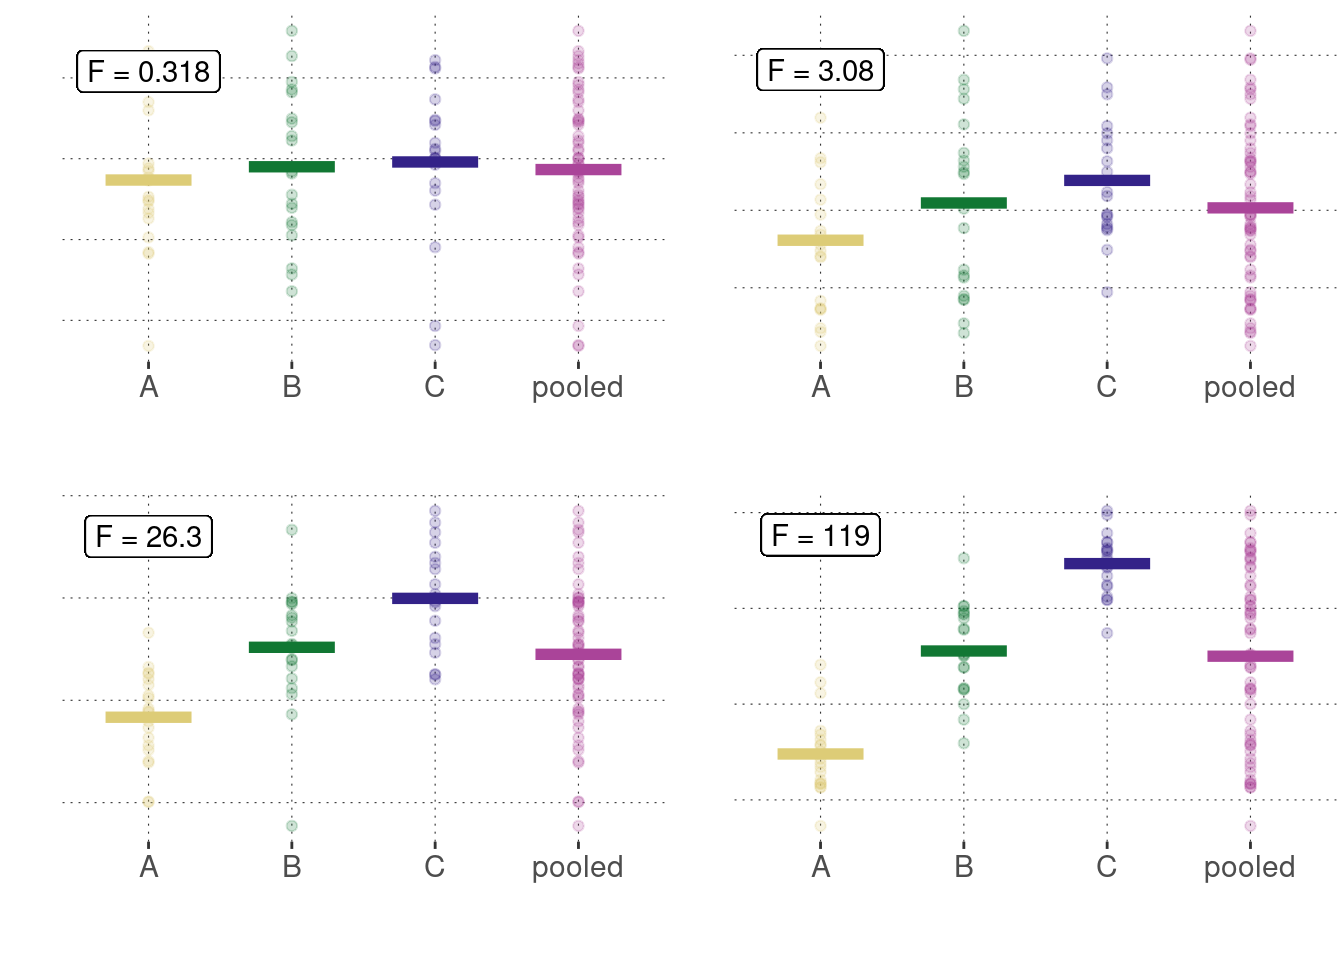 F = 0.318
A B C pooled
F = 3.08
A B C pooled
F = 26.3
A B C pooled
F = 119
A B C pooled